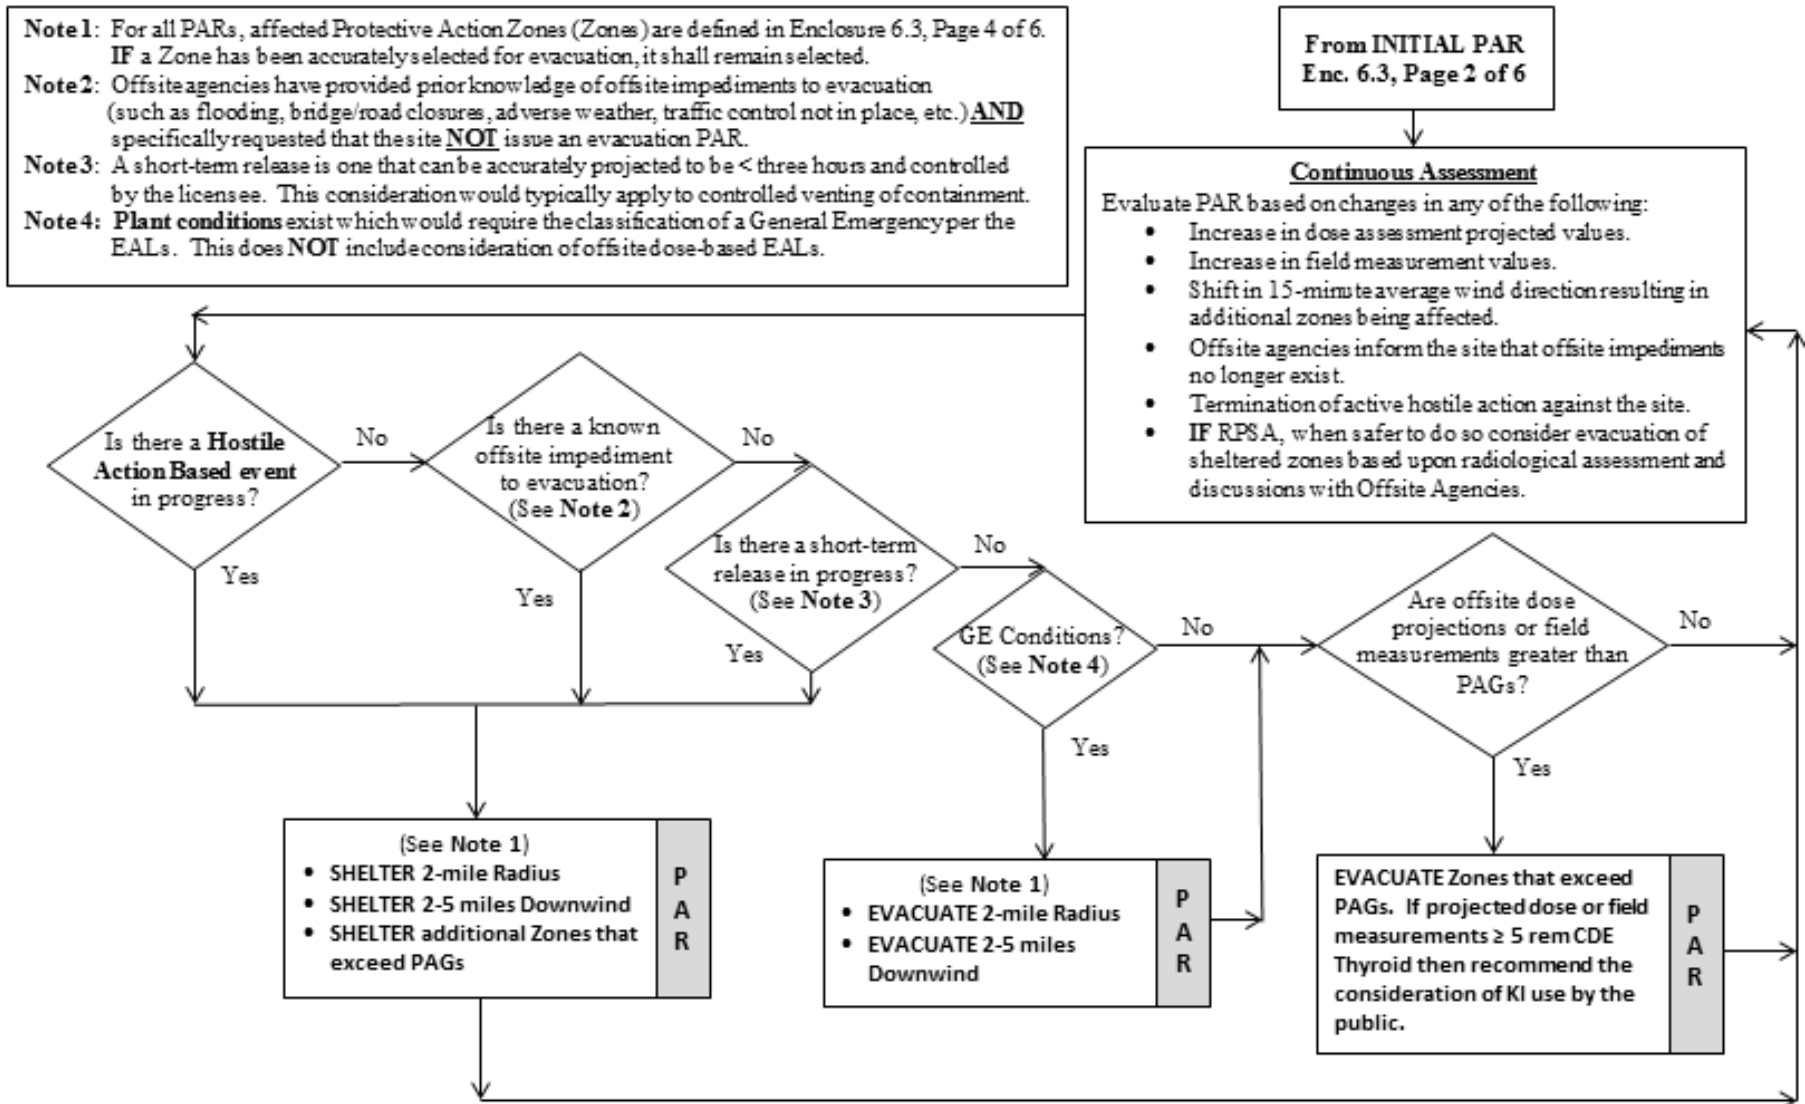 Note 1: For all PARs, affected Protective Action Zones (Zones) are defined in Enclosure 6.3, Page 4 of 6.
IF a Zone has been accurately selected for evacuation, it shall remain selected.
Note 2: Offsite agencies have provided prior knowledge of offsite impediments to evacuation
(such as flooding, bridge/road closures, adverse weather, traffic control not in place, etc.) AND
specifically requested that the site NOT issue an evacuation PAR.
Note 3: A short-term release is one that can be accurately projected to be < three hours and controlled
by the licensee. This consideration would typically apply to controlled venting of containment.
Note 4: Plant conditions exist which would require the classification of a General Emergency per the
EALs. This does NOT include consideration of offsite dose-based EALs.
From INITIAL PAR
Enc. 6.3, Page 2 of 6
Continuous Assessment
Evaluate PAR based on changes in any of the following:
• Increase in dose assessment projected values.
• Increase in field measurement values.
• Shift in 15-minute average wind direction resulting in
additional zones being affected.
• Offsite agencies inform the site that offsite impediments
no longer exist.
• Termination of active hostile action against the site.
• IF RPSA, when safer to do so consider evacuation of
sheltered zones based upon radiological assessment and
discussions with Offsite Agencies.
Is there a Hostile
Action Based event
in progress?
No
Yes
Is there a known
offsite impediment
to evacuation?
(See Note 2)
No
Yes
Is there a short-term
release in progress?
(See Note 3)
No
Yes
GE Conditions?
(See Note 4)
No
Yes
Are offsite dose
projections or field
measurements greater than
PAGs?
No
Yes
(See Note 1)
• SHELTER 2-mile Radius
• SHELTER 2-5 miles Downwind
• SHELTER additional Zones that
exceed PAGs
P
A
R
(See Note 1)
• EVACUATE 2-mile Radius
• EVACUATE 2-5 miles
Downwind
P
A
R
EVACUATE Zones that exceed
PAGs. If projected dose or field
measurements ≥ 5 rem CDE
Thyroid then recommend the
consideration of KI use by the
public.
P
A
R